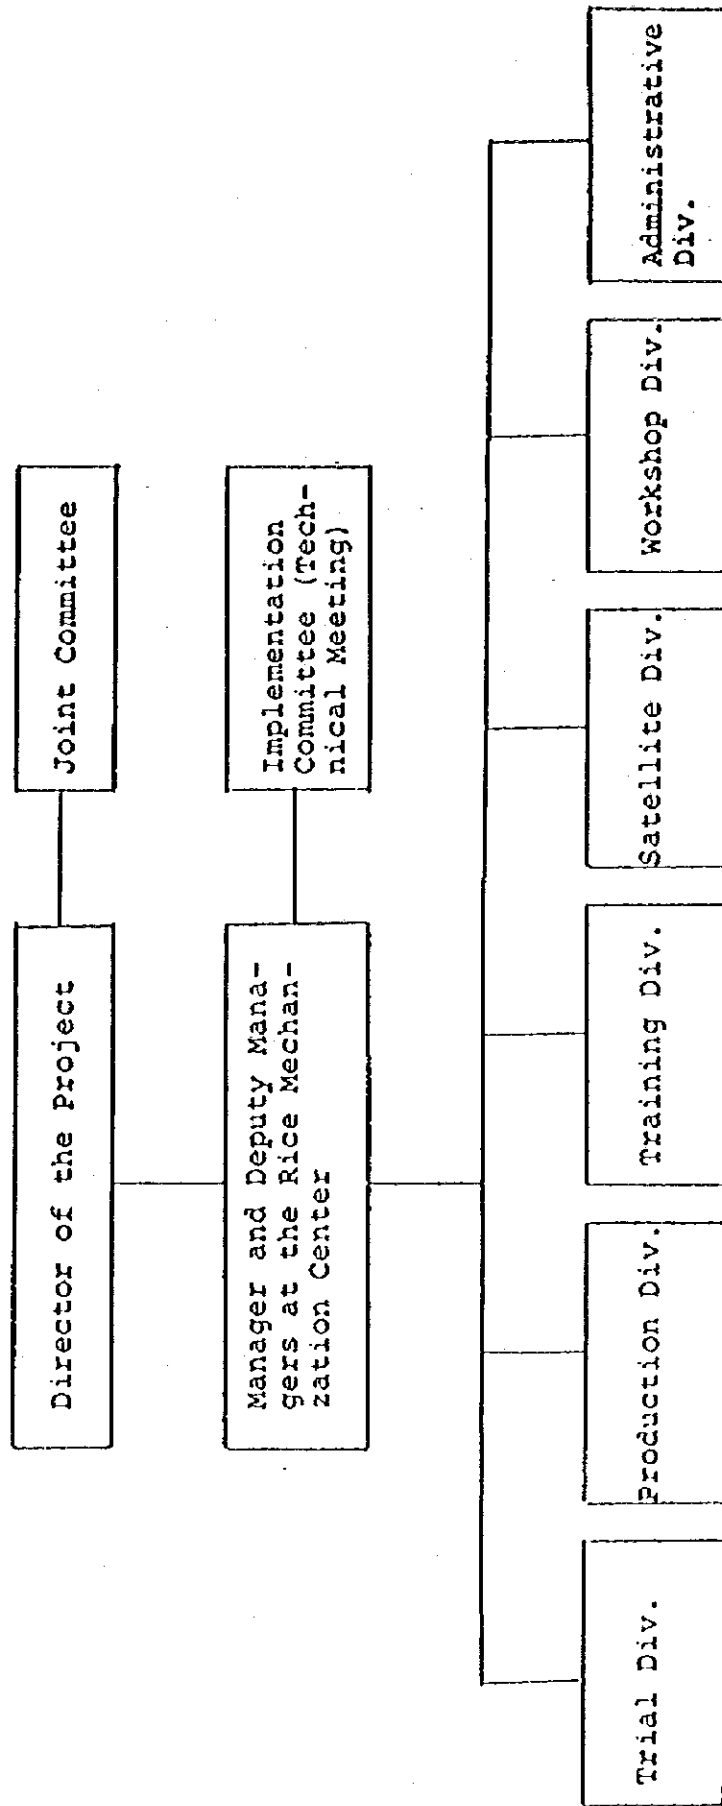 Director of the Project
Joint Committee
Manager and Deputy Mana-
gers at the Rice Mechan-
zation Center
Implementation
Committee (Tech-
nical Meeting)
Trial Div.
Production Div.
Training Div.
Satellite Div.
Workshop Div.
Administrative
Div.